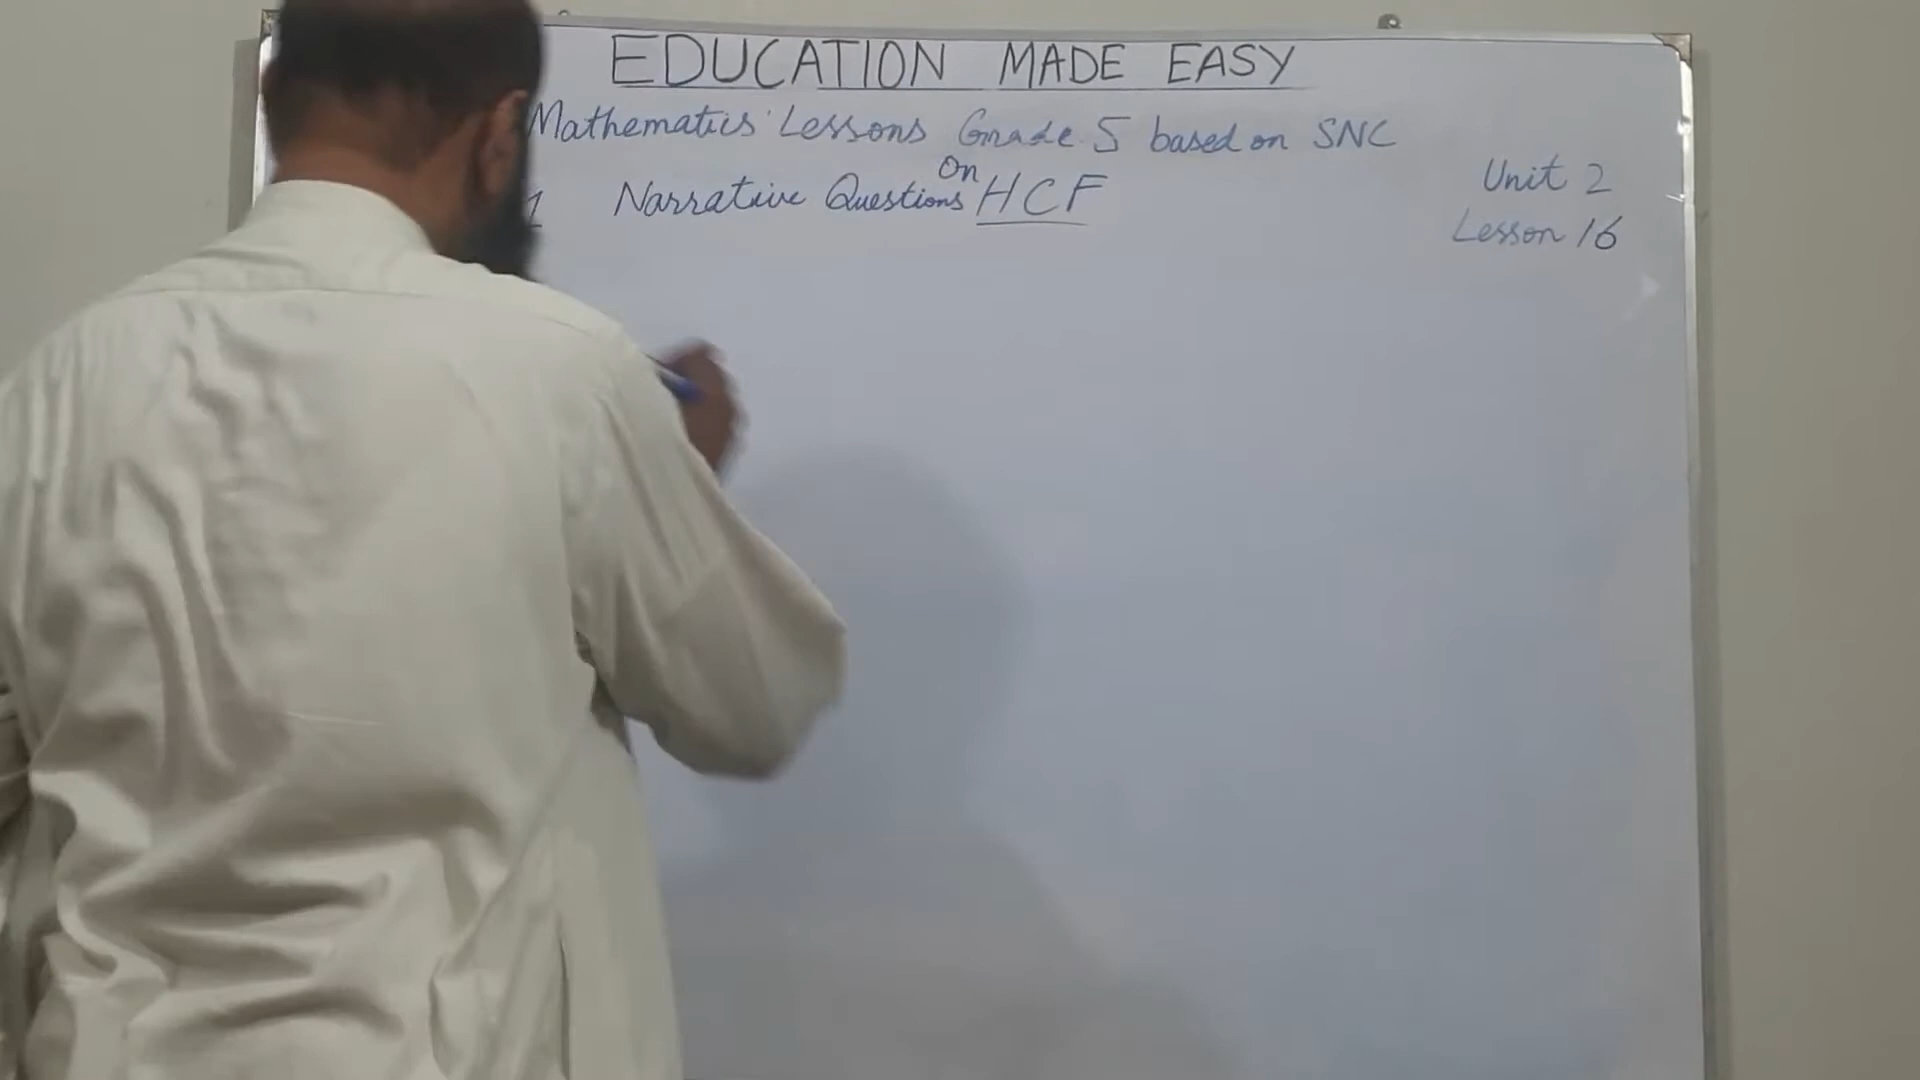 EDUCATION MADE EASY
Mathematics Lessons Grade 5 based on SNC
Narrative Questions On HCF
Unit 2
Lesson 16